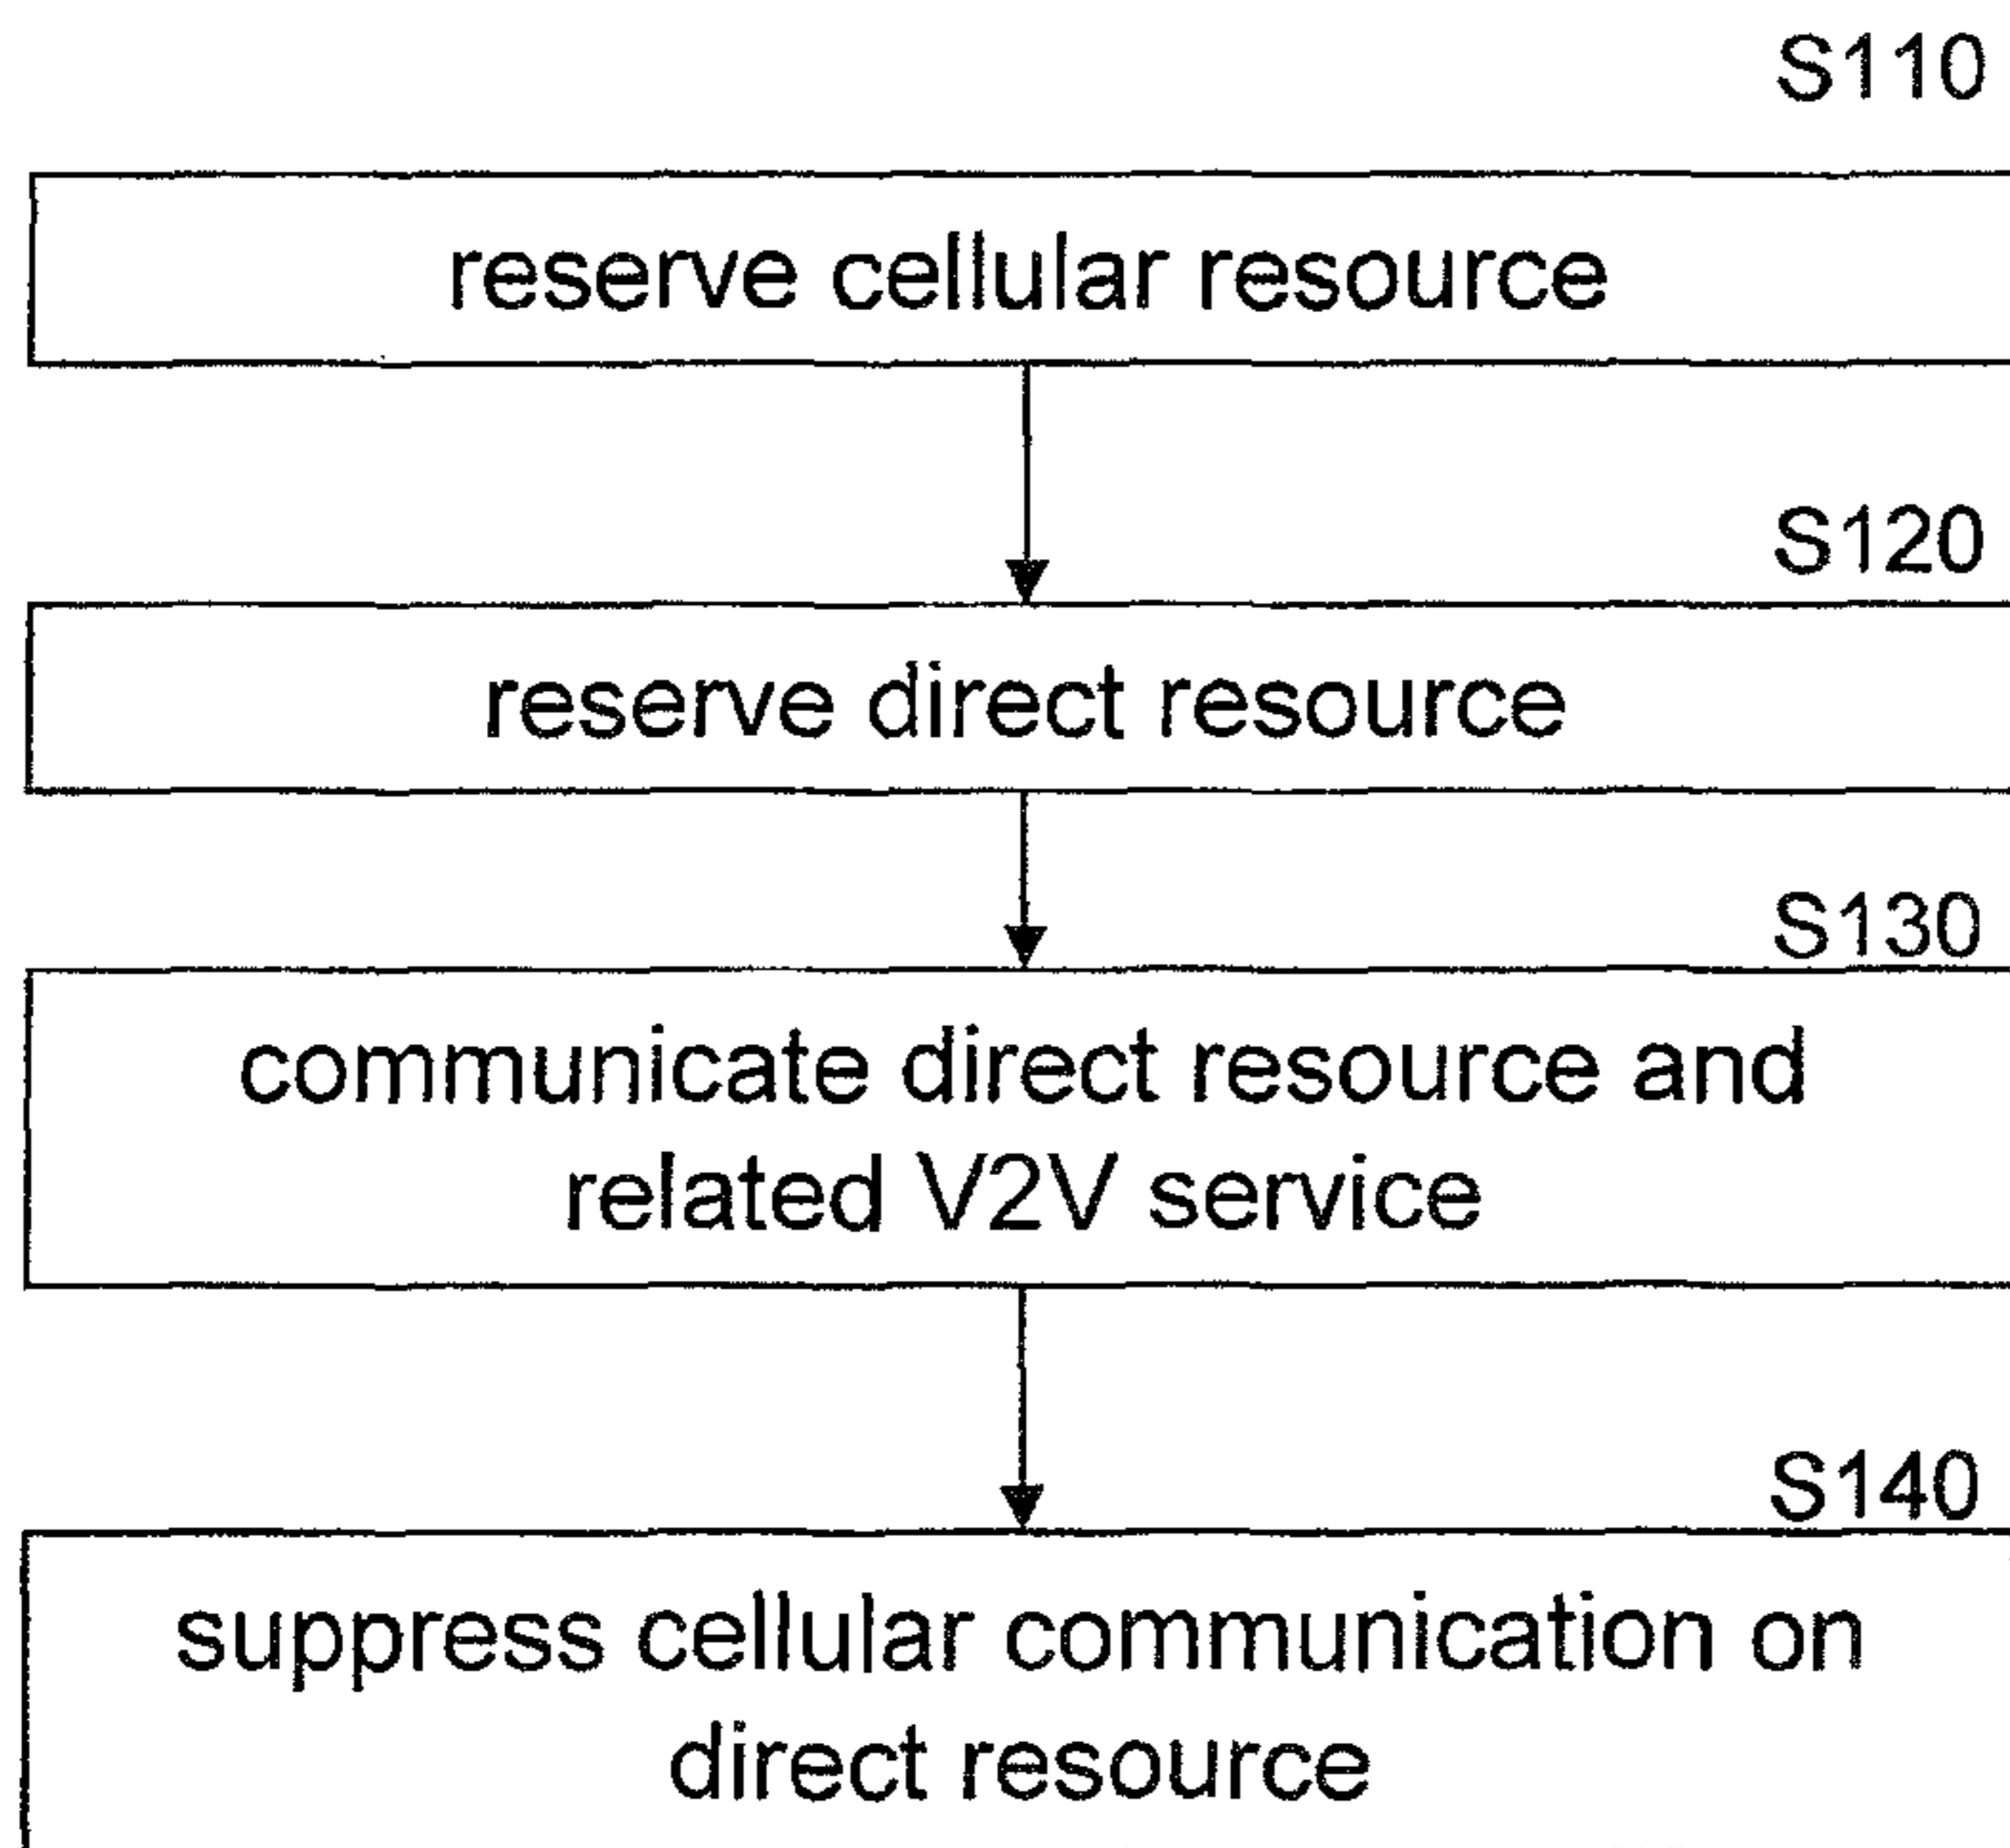 S110
reserve cellular resource
S120
reserve direct resource
S130
communicate direct resource and
related V2V service
S140
suppress cellular communication on
direct resource